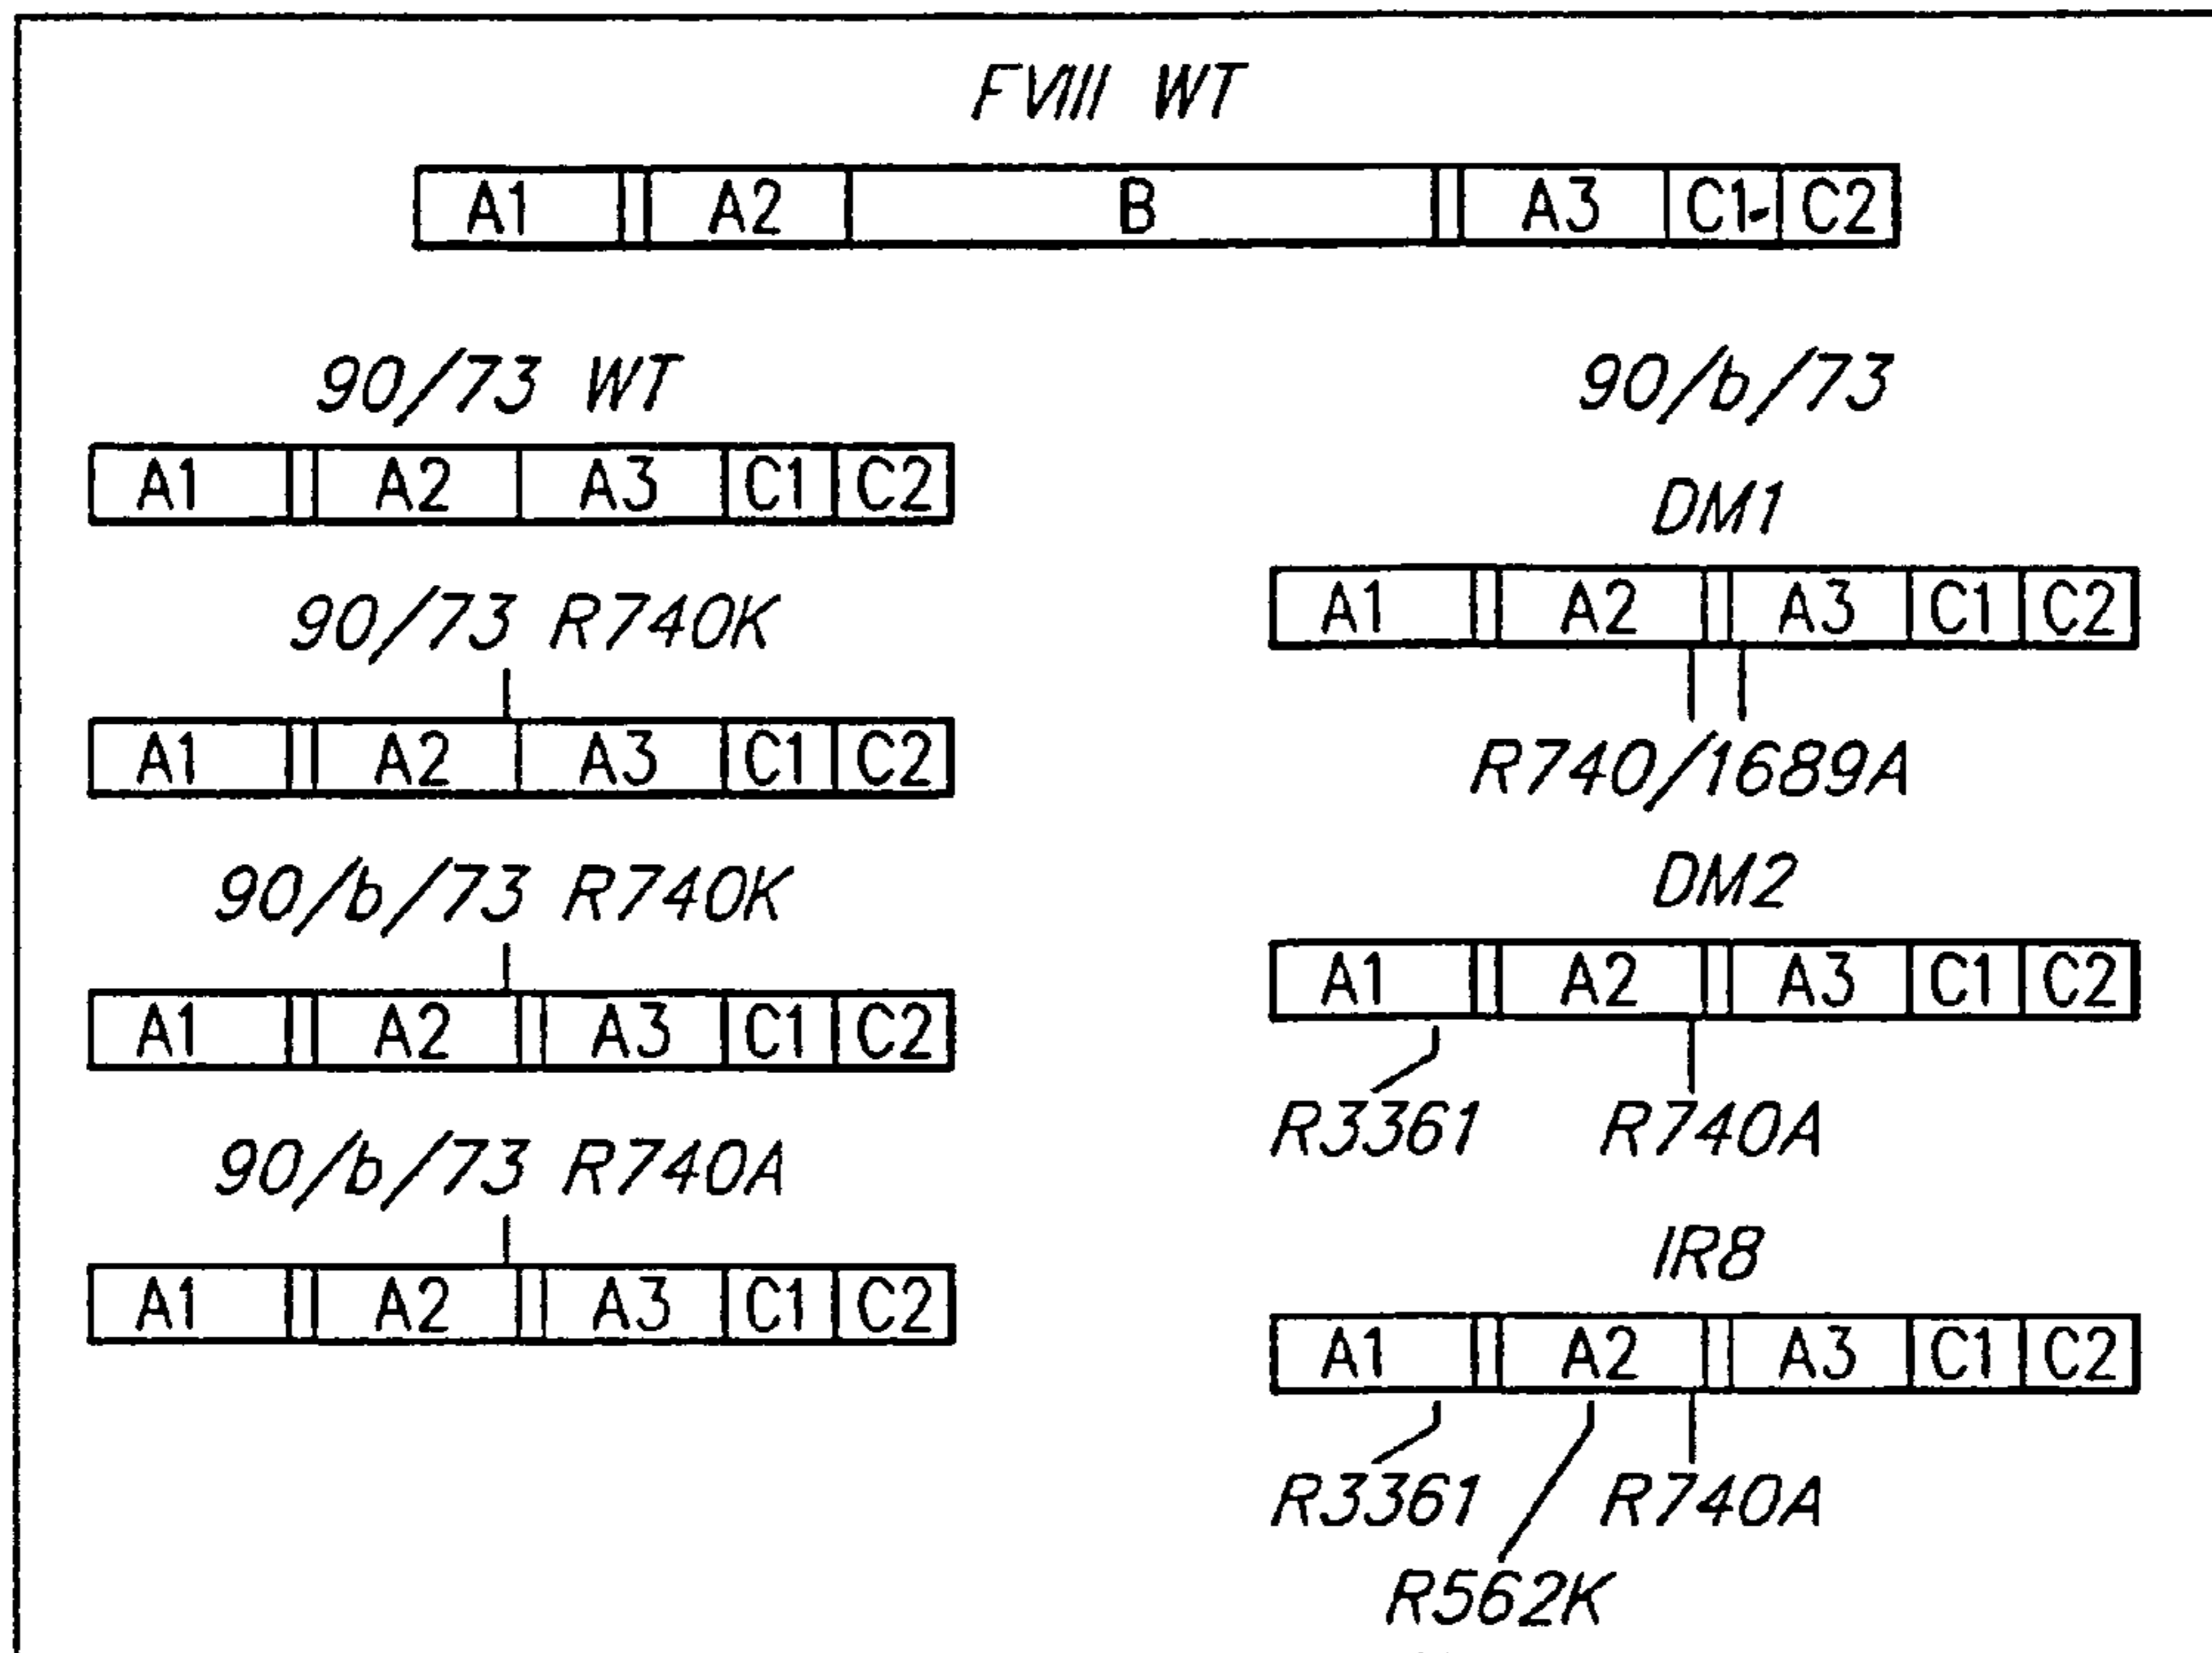 FVIII WT
A1 A2 B A3 C1 C2
90/73 WT
A1 A2 A3 C1 C2
90/73 R740K
A1 A2 A3 C1 C2
90/b/73 R740K
A1 A2 A3 C1 C2
90/b/73 R740A
A1 A2 A3 C1 C2
90/b/73
DM1
A1 A2 A3 C1 C2
R740/1689A
DM2
A1 A2 A3 C1 C2
R3361 R740A
IR8
A1 A2 A3 C1 C2
R3361 R740A
R562K